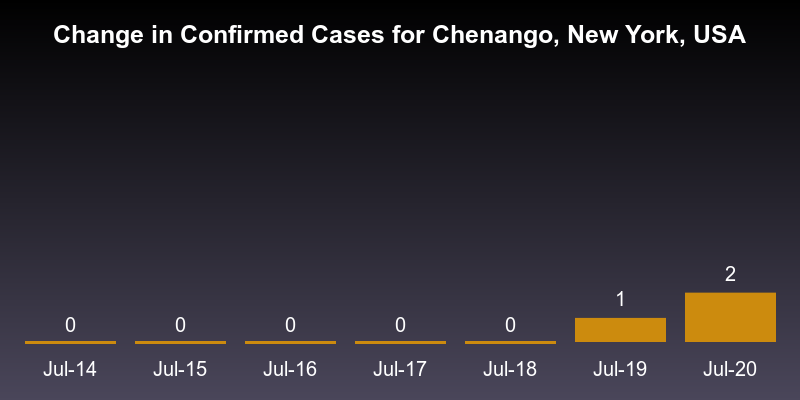 Change in Confirmed Cases for Chenango, New York, USA
0 0 0 0 0 1 2
Jul-14 Jul-15 Jul-16 Jul-17 Jul-18 Jul-19 Jul-20